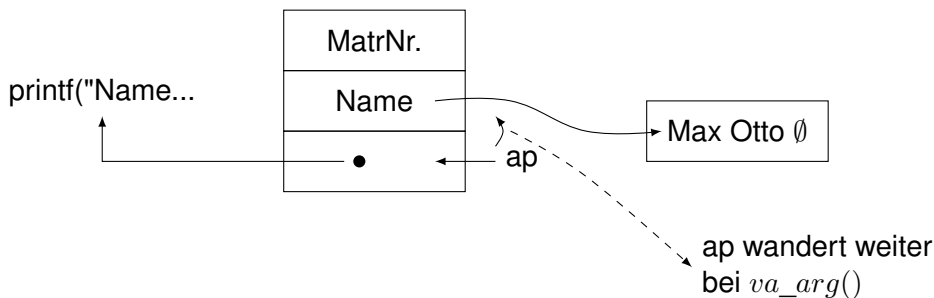 MatrNr.
printf("Name...
Name
Max Otto ∅
ap
ap wandert weiter
bei va_arg()